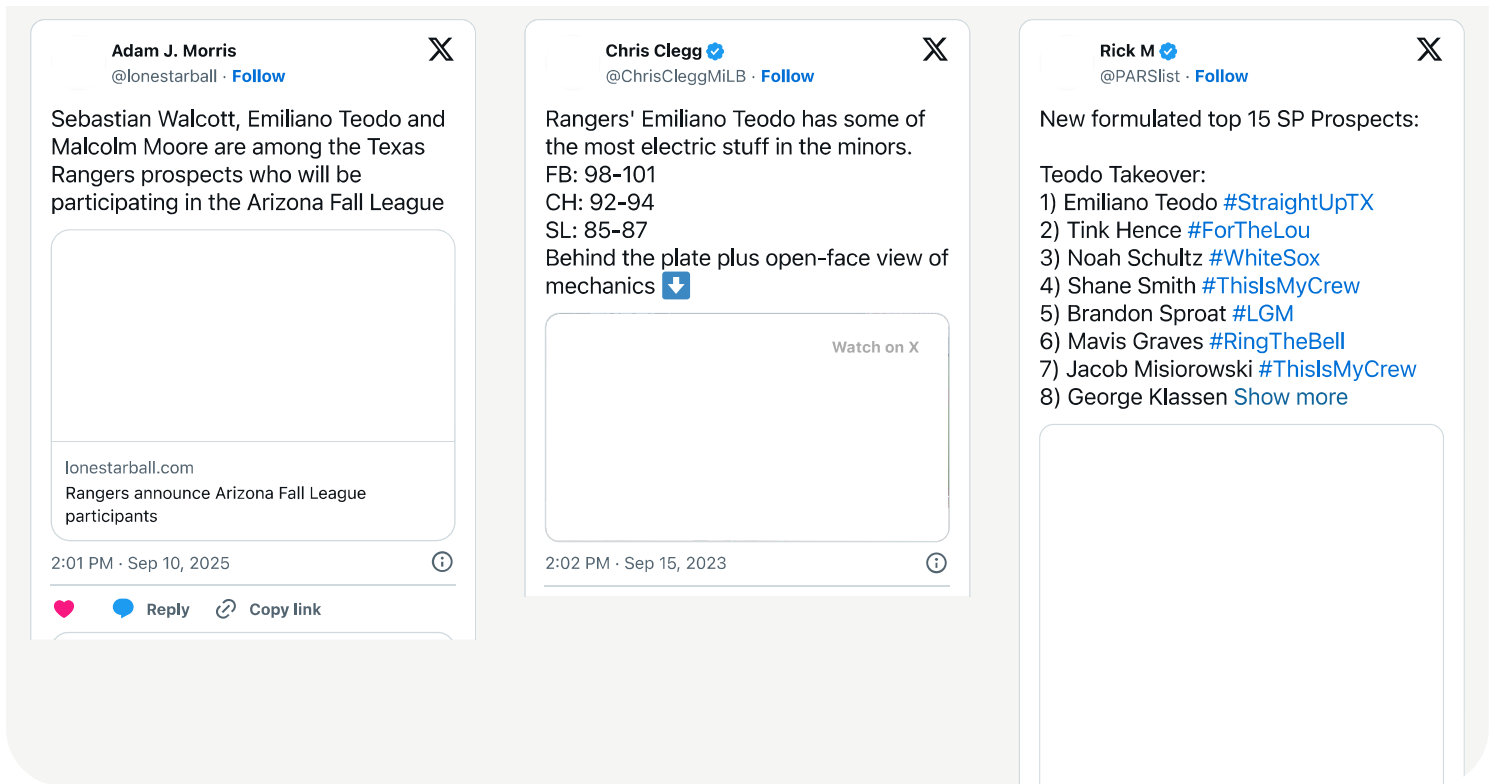 Adam J. Morris
@lonestarball · Follow
Sebastian Walcott, Emiliano Teodo and
Malcolm Moore are among the Texas
Rangers prospects who will be
participating in the Arizona Fall League
lonestarball.com
Rangers announce Arizona Fall League
participants
2:01 PM · Sep 10, 2025
Reply
Copy link
Chris Clegg
@ChrisCleggMiLB · Follow
Rangers' Emiliano Teodo has some of
the most electric stuff in the minors.
FB: 98-101
CH: 92-94
SL: 85-87
Behind the plate plus open-face view of
mechanics ⬇️
Watch on X
2:02 PM · Sep 15, 2023
Rick M
@PARSlist · Follow
New formulated top 15 SP Prospects:
Teodo Takeover:
1) Emiliano Teodo #StraightUpTX
2) Tink Hence #ForTheLou
3) Noah Schultz #WhiteSox
4) Shane Smith #ThisIsMyCrew
5) Brandon Sproat #LGM
6) Mavis Graves #RingTheBell
7) Jacob Misiorowski #ThisIsMyCrew
8) George Klassen Show more